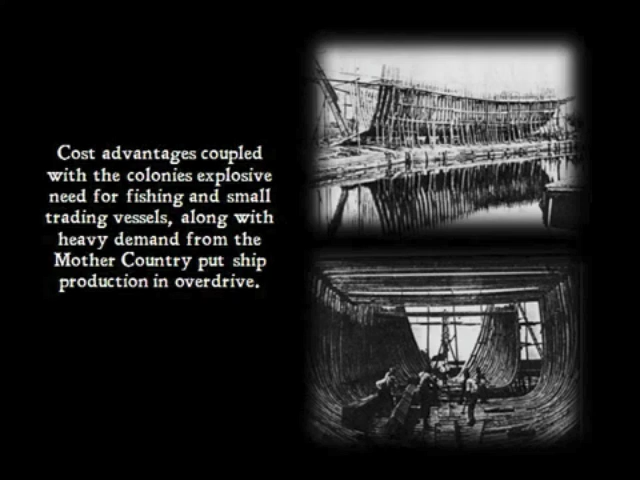 Cost advantages coupled
with the colonies explosive
need for fishing and small
trading vessels, along with
heavy demand from the
Mother Country put ship
production in overdrive.